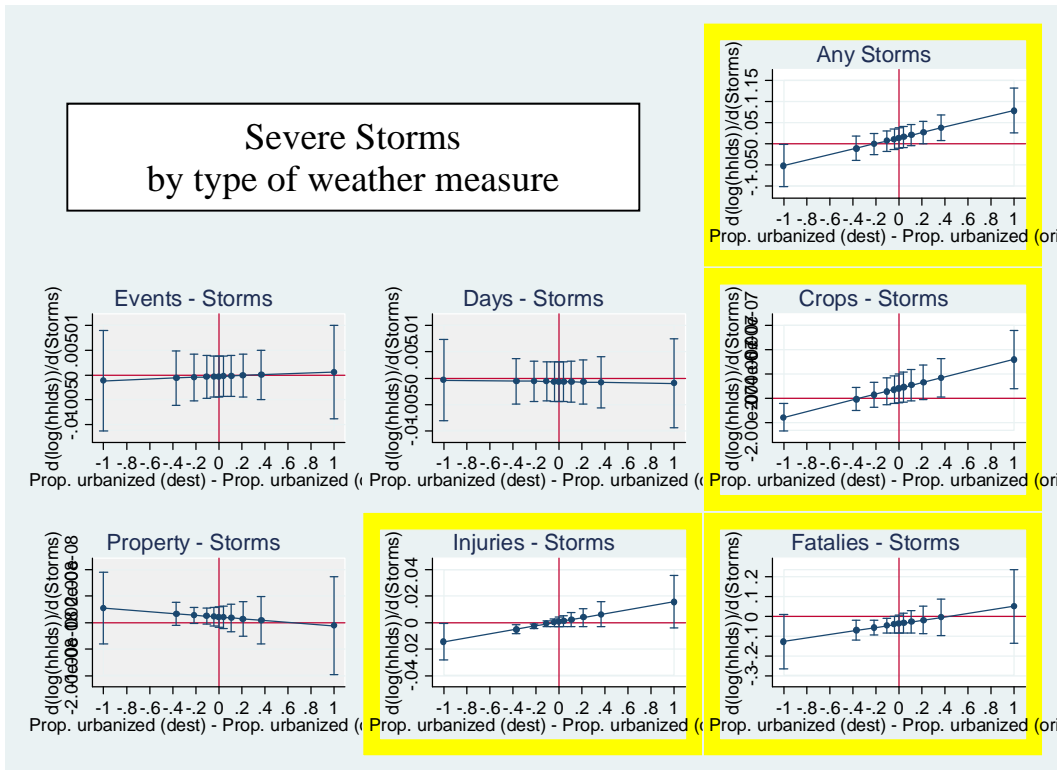 Severe Storms
by type of weather measure
Any Storms
d(log(hhlds))/d(Storms)
-.1 -.05 0 .05 .1 .15
-1 -.8 -.6 -.4 -.2 0 .2 .4 .6 .8 1
Prop. urbanized (dest) - Prop. urbanized (ori
Events - Storms
d(log(hhlds))/d(Storms)
-.01 -.005 0 .005 .01
-1 -.8 -.6 -.4 -.2 0 .2 .4 .6 .8 1
Prop. urbanized (dest) - Prop. urbanized (
Days - Storms
d(log(hhlds))/d(Storms)
-.01 -.005 0 .005 .01
-1 -.8 -.6 -.4 -.2 0 .2 .4 .6 .8 1
Prop. urbanized (dest) - Prop. urbanized (
Crops - Storms
d(log(hhlds))/d(Storms)
-1 -.8 -.6 -.4 -.2 0 .2 .4 .6 .8 1
Prop. urbanized (dest) - Prop. urbanized (ori
Property - Storms
d(log(hhlds))/d(Storms)
-1 -.8 -.6 -.4 -.2 0 .2 .4 .6 .8 1
Prop. urbanized (dest) - Prop. urbanized (
Injuries - Storms
d(log(hhlds))/d(Storms)
-.04 -.02 0 .02 .04
-1 -.8 -.6 -.4 -.2 0 .2 .4 .6 .8 1
Prop. urbanized (dest) - Prop. urbanized (
Fatalies - Storms
d(log(hhlds))/d(Storms)
-.3 -.2 -.1 0 .1 .2
-1 -.8 -.6 -.4 -.2 0 .2 .4 .6 .8 1
Prop. urbanized (dest) - Prop. urbanized (ori